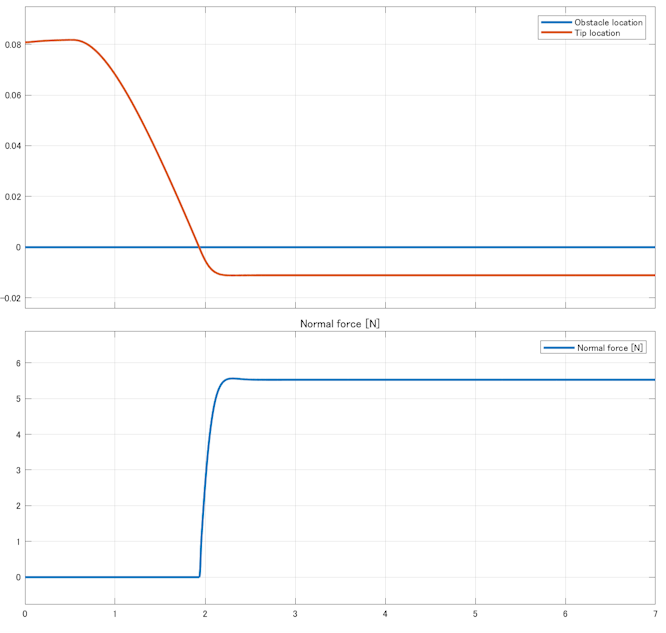 Obstacle location
Tip location
0.08
0.06
0.04
0.02
0
-0.02
Normal force [N]
Normal force [N]
6
5
4
3
2
1
0
0 1 2 3 4 5 6 7